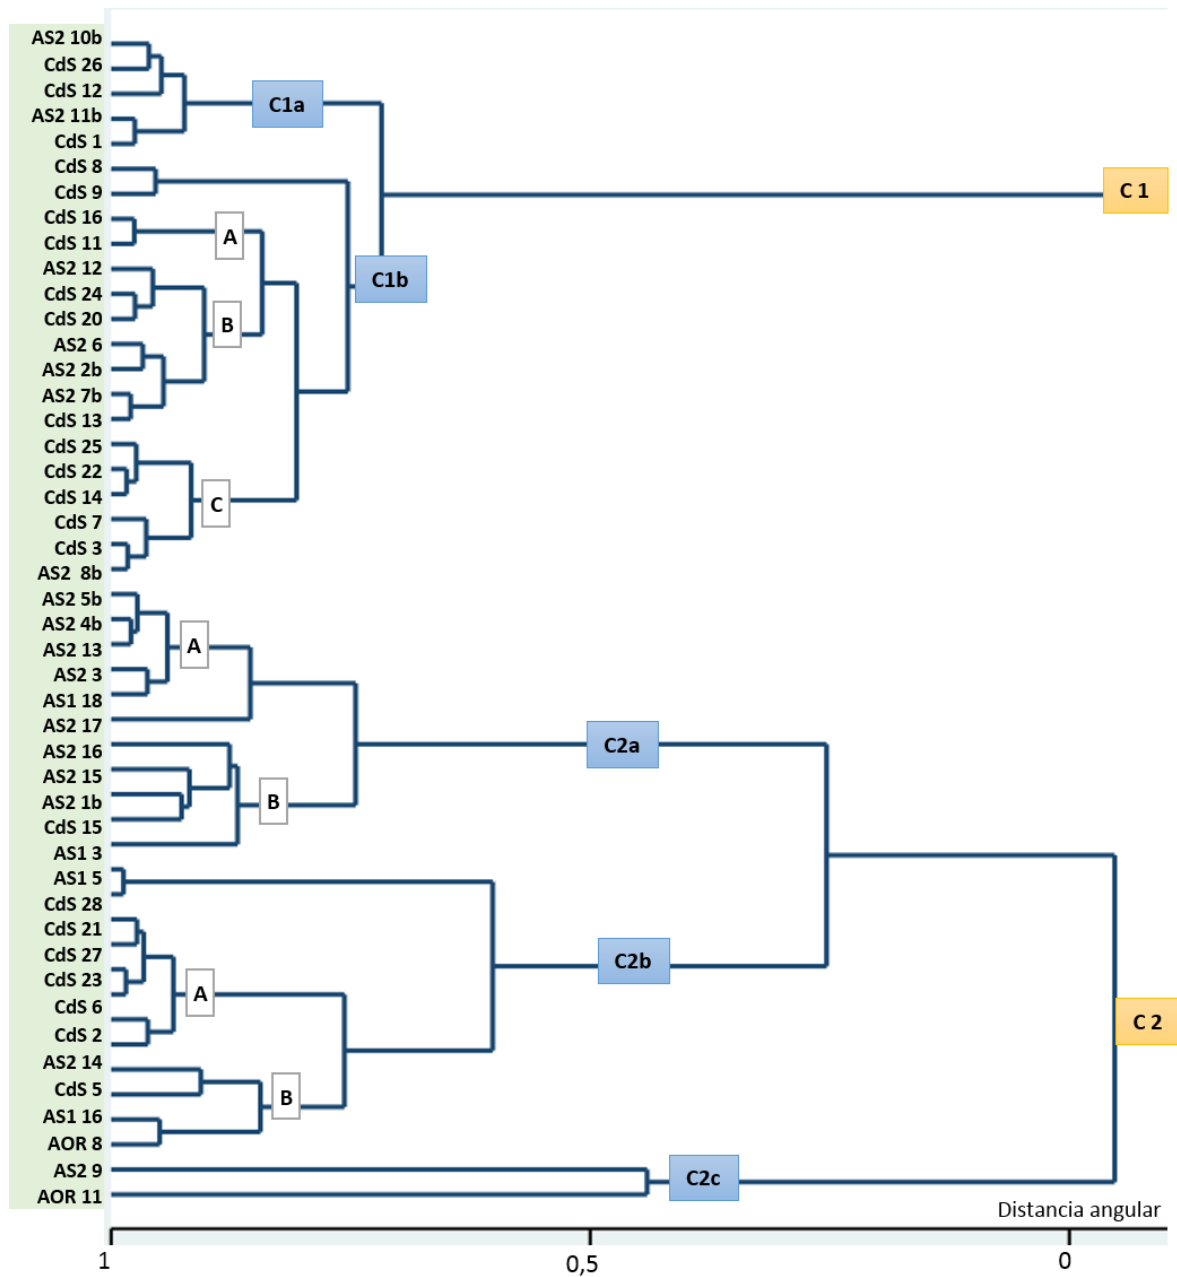 AS2 10b
CdS 26
CdS 12
AS2 11b
CdS 1
CdS 8
CdS 9
CdS 16
CdS 11
AS2 12
CdS 24
CdS 20
AS2 6
AS2 2b
AS2 7b
CdS 13
CdS 25
CdS 22
CdS 14
CdS 7
CdS 3
AS2 8b
AS2 5b
AS2 4b
AS2 13
AS2 3
AS1 18
AS2 17
AS2 16
AS2 15
AS2 1b
CdS 15
AS1 3
AS1 5
CdS 28
CdS 21
CdS 27
CdS 23
CdS 6
CdS 2
AS2 14
CdS 5
AS1 16
AOR 8
AS2 9
AOR 11
C1a
C 1
A
C1b
B
C
A
C2a
B
C2b
A
C 2
B
C2c
Distancia angular
1
0,5
0